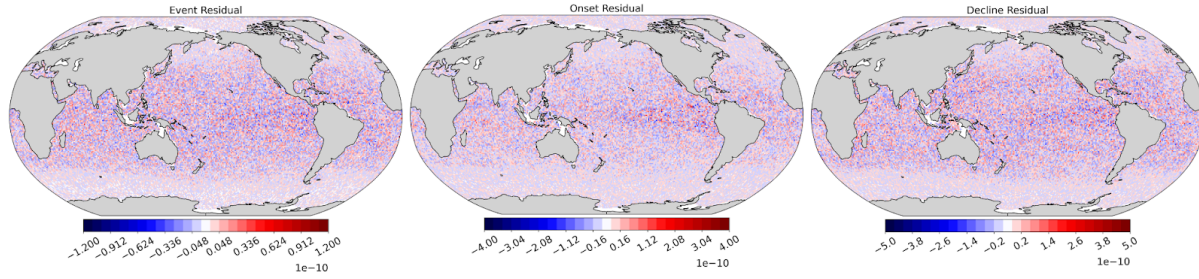 Event Residual
Onset Residual
Decline Residual
−1.200 −0.912 −0.624 −0.336 −0.048 0.048 0.336 0.624 0.912 1.200
1e−10
−4.00 −3.04 −2.08 −1.12 −0.16 0.16 1.12 2.08 3.04 4.00
1e−10
−5.0 −3.8 −2.6 −1.4 −0.2 0.2 1.4 2.6 3.8 5.0
1e−10